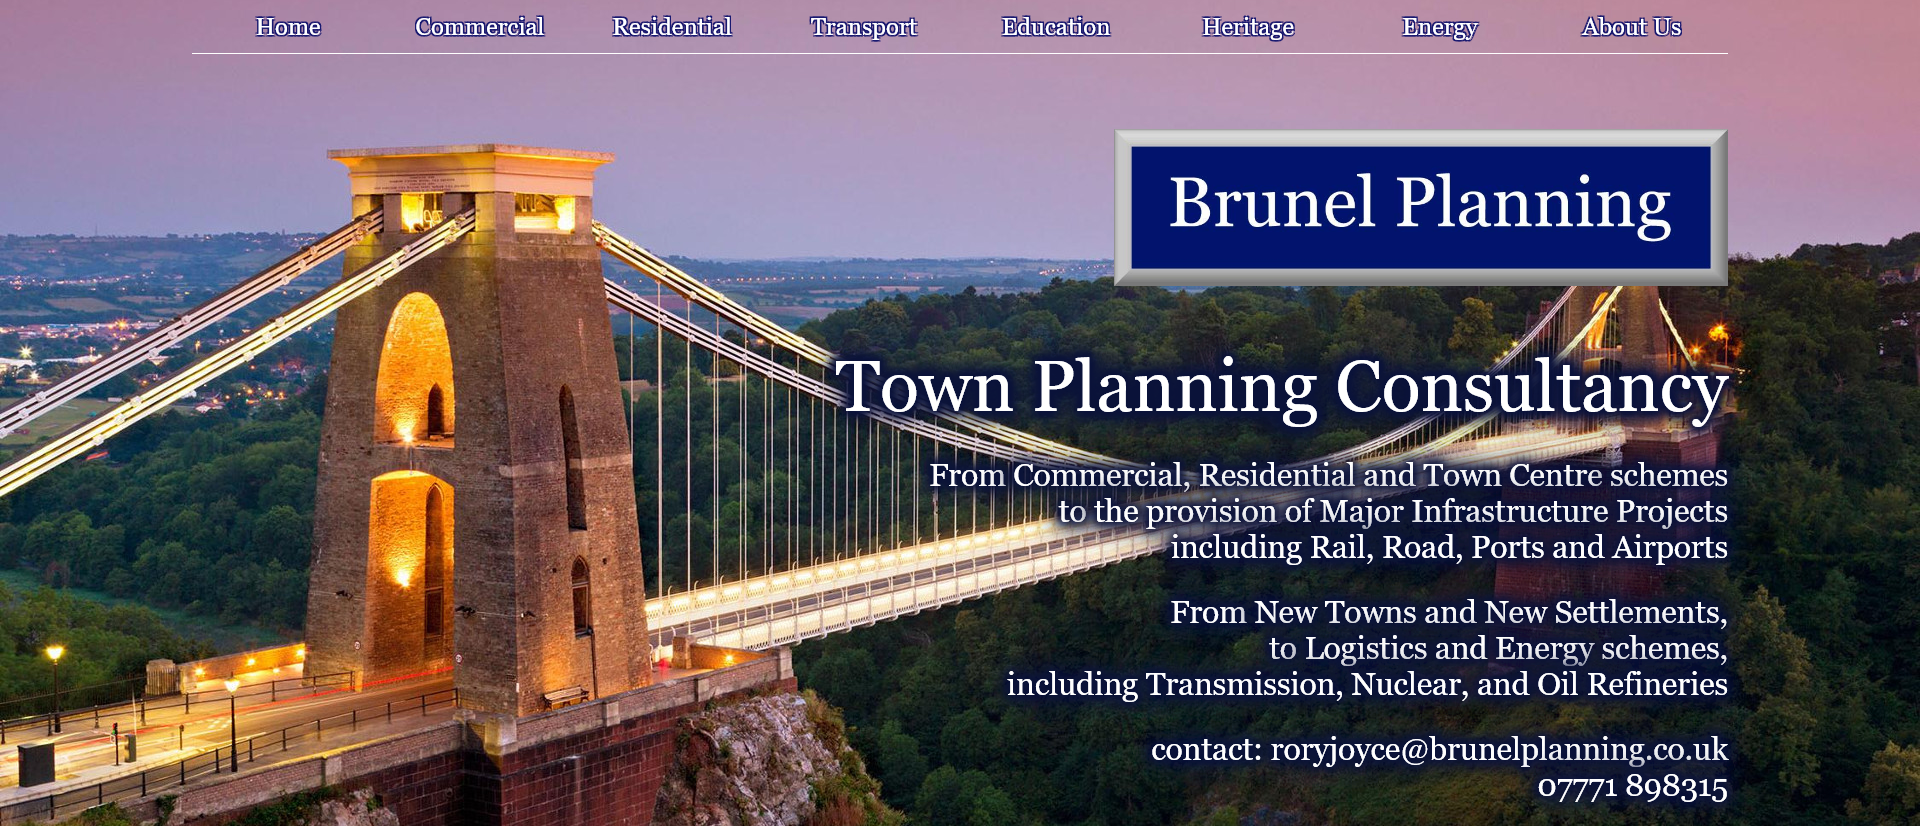 Home Commercial Residential Transport Education Heritage Energy About Us
Brunel Planning
Town Planning Consultancy
From Commercial, Residential and Town Centre schemes
to the provision of Major Infrastructure Projects
including Rail, Road, Ports and Airports
From New Towns and New Settlements,
to Logistics and Energy schemes,
including Transmission, Nuclear, and Oil Refineries
contact: roryjoyce@brunelplanning.co.uk
07771 898315